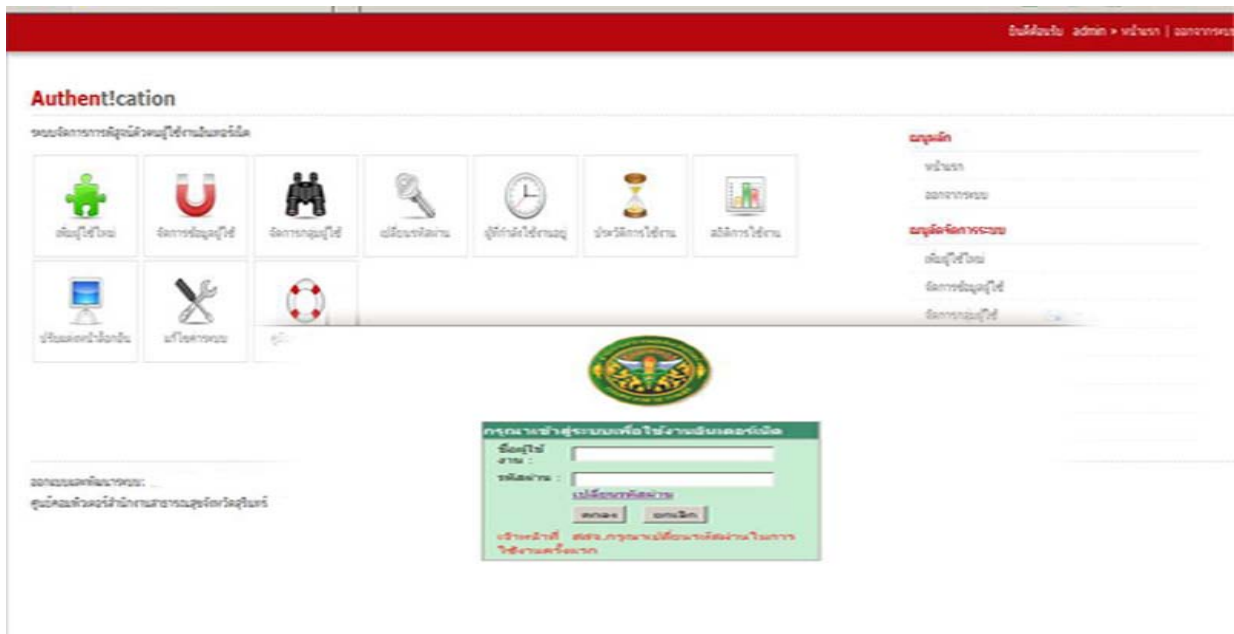 ยินดีต้อนรับ admin » หน้าแรก | ออกจากระบบ
Authent!cation
ระบบจัดการการพิสูจน์ตัวตนผู้ใช้งานอินเทอร์เน็ต
เมนูหลัก
หน้าแรก
ออกจากระบบ
เมนูจัดการระบบ
เพิ่มผู้ใช้ใหม่
จัดการข้อมูลผู้ใช้
จัดการกลุ่มผู้ใช้
เพิ่มผู้ใช้ใหม่ จัดการข้อมูลผู้ใช้ จัดการกลุ่มผู้ใช้ เปลี่ยนรหัสผ่าน ผู้ที่กำลังใช้งานอยู่ ประวัติการใช้งาน สถิติการใช้งาน
ปรับแต่งหน้าล็อกอิน แก้ไขค่าระบบ
กรุณาเข้าสู่ระบบเพื่อใช้งานอินเตอร์เน็ต
ชื่อผู้ใช้
งาน :
รหัสผ่าน :
เปลี่ยนรหัสผ่าน
ตกลง ยกเลิก
เจ้าหน้าที่ สสจ.กรุณาเปลี่ยนรหัสผ่านในการ
ใช้งานครั้งแรก
ออกแบบและพัฒนาระบบ:
ศูนย์คอมพิวเตอร์สำนักงานสาธารณสุขจังหวัดสุรินทร์